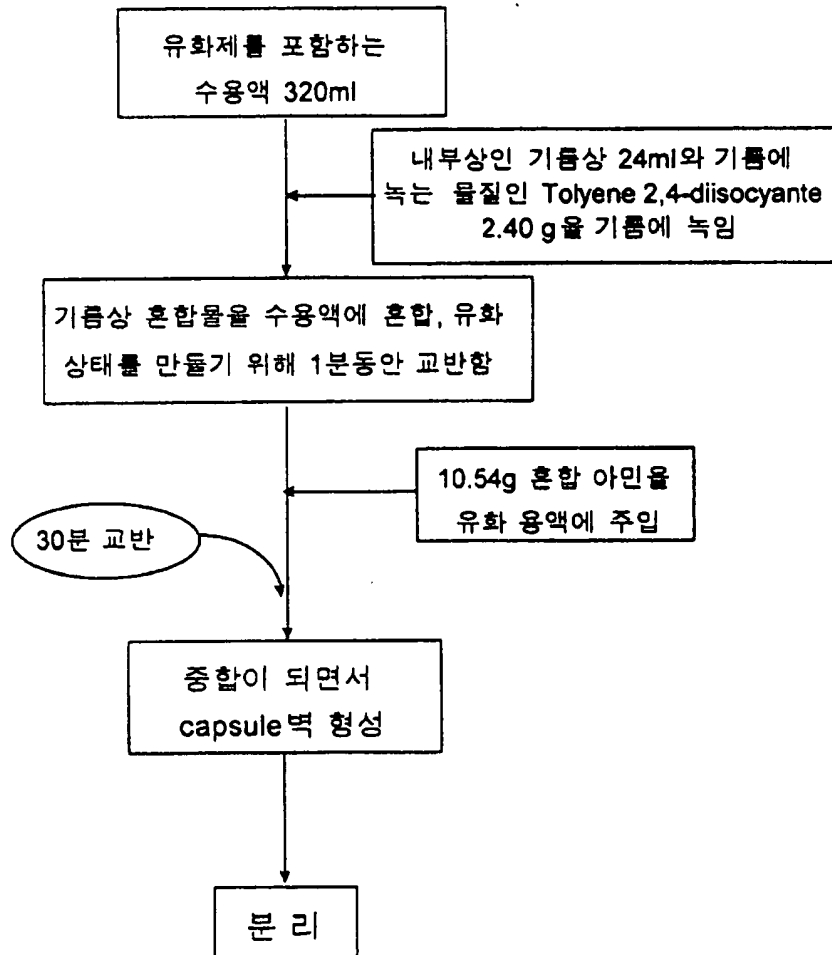 유화제를 포함하는
수용액 320ml
내부상인 기름상 24ml와 기름에
녹는 물질인 Tolyene 2,4-diisocyante
2.40 g을 기름에 녹임
기름상 혼합물을 수용액에 혼합, 유화
상태를 만들기 위해 1분동안 교반함
10.54g 혼합 아민을
유화 용액에 주입
30분 교반
중합이 되면서
capsule벽 형성
분 리